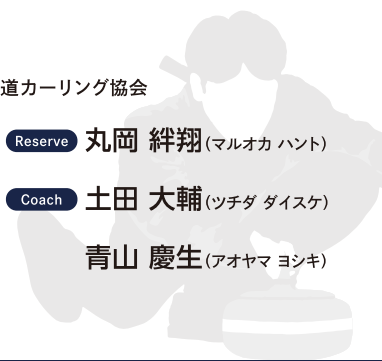 道カーリング協会
Reserve 丸岡 絆翔(マルオカ ハント)
Coach 土田 大輔(ツチダ ダイスケ)
青山 慶生(アオヤマ ヨシキ)